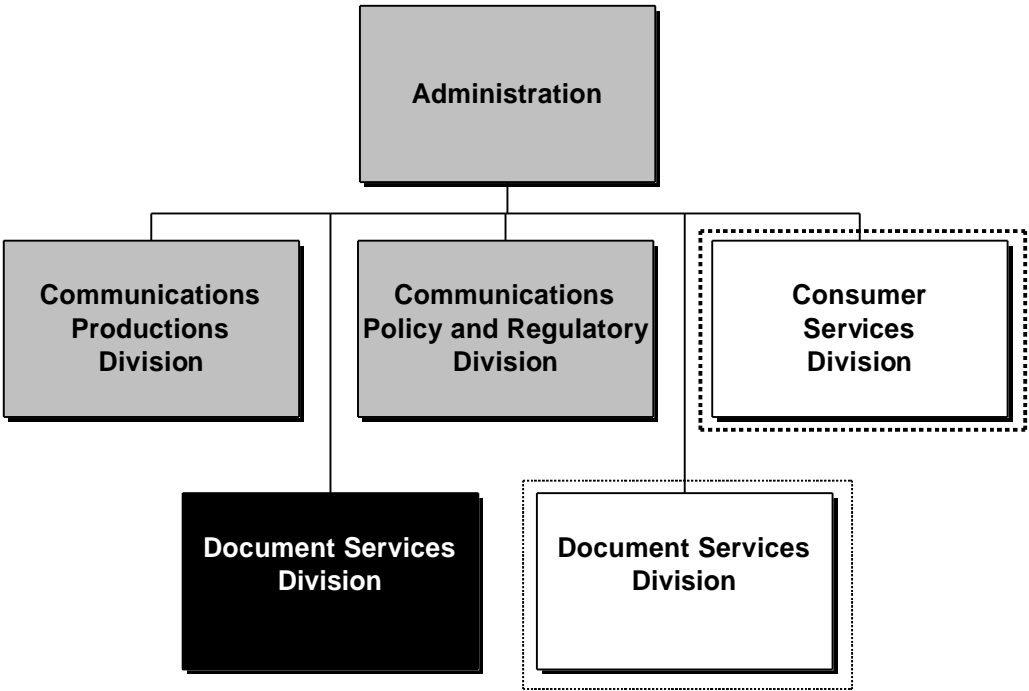 Administration
Communications
Productions
Division
Communications
Policy and Regulatory
Division
Consumer
Services
Division
Document Services
Division
Document Services
Division